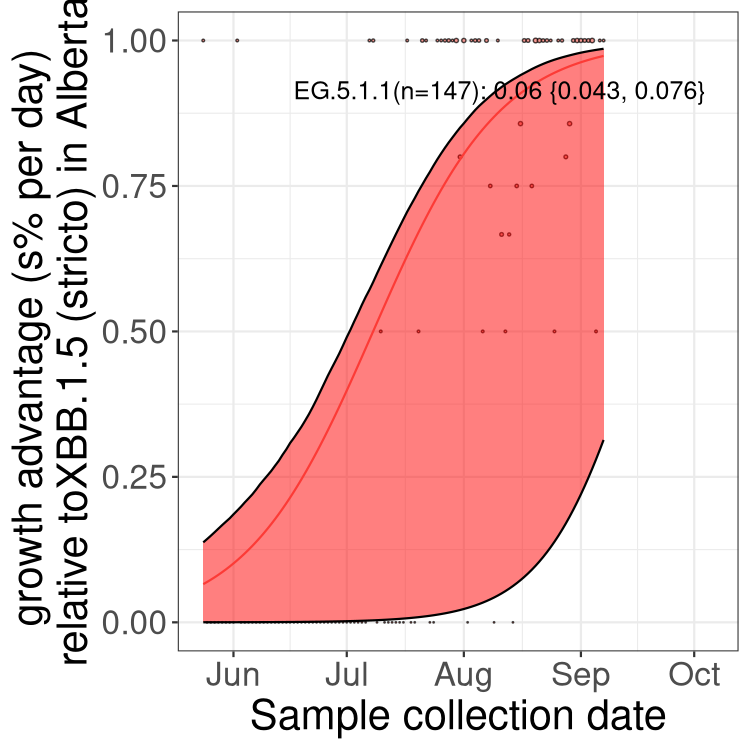 growth advantage (s% per day)
relative toXBB.1.5 (stricto) in Alberta
1.00
0.75
0.50
0.25
0.00
EG.5.1.1(n=147): 0.06 {0.043, 0.076}
Jun Jul Aug Sep Oct
Sample collection date